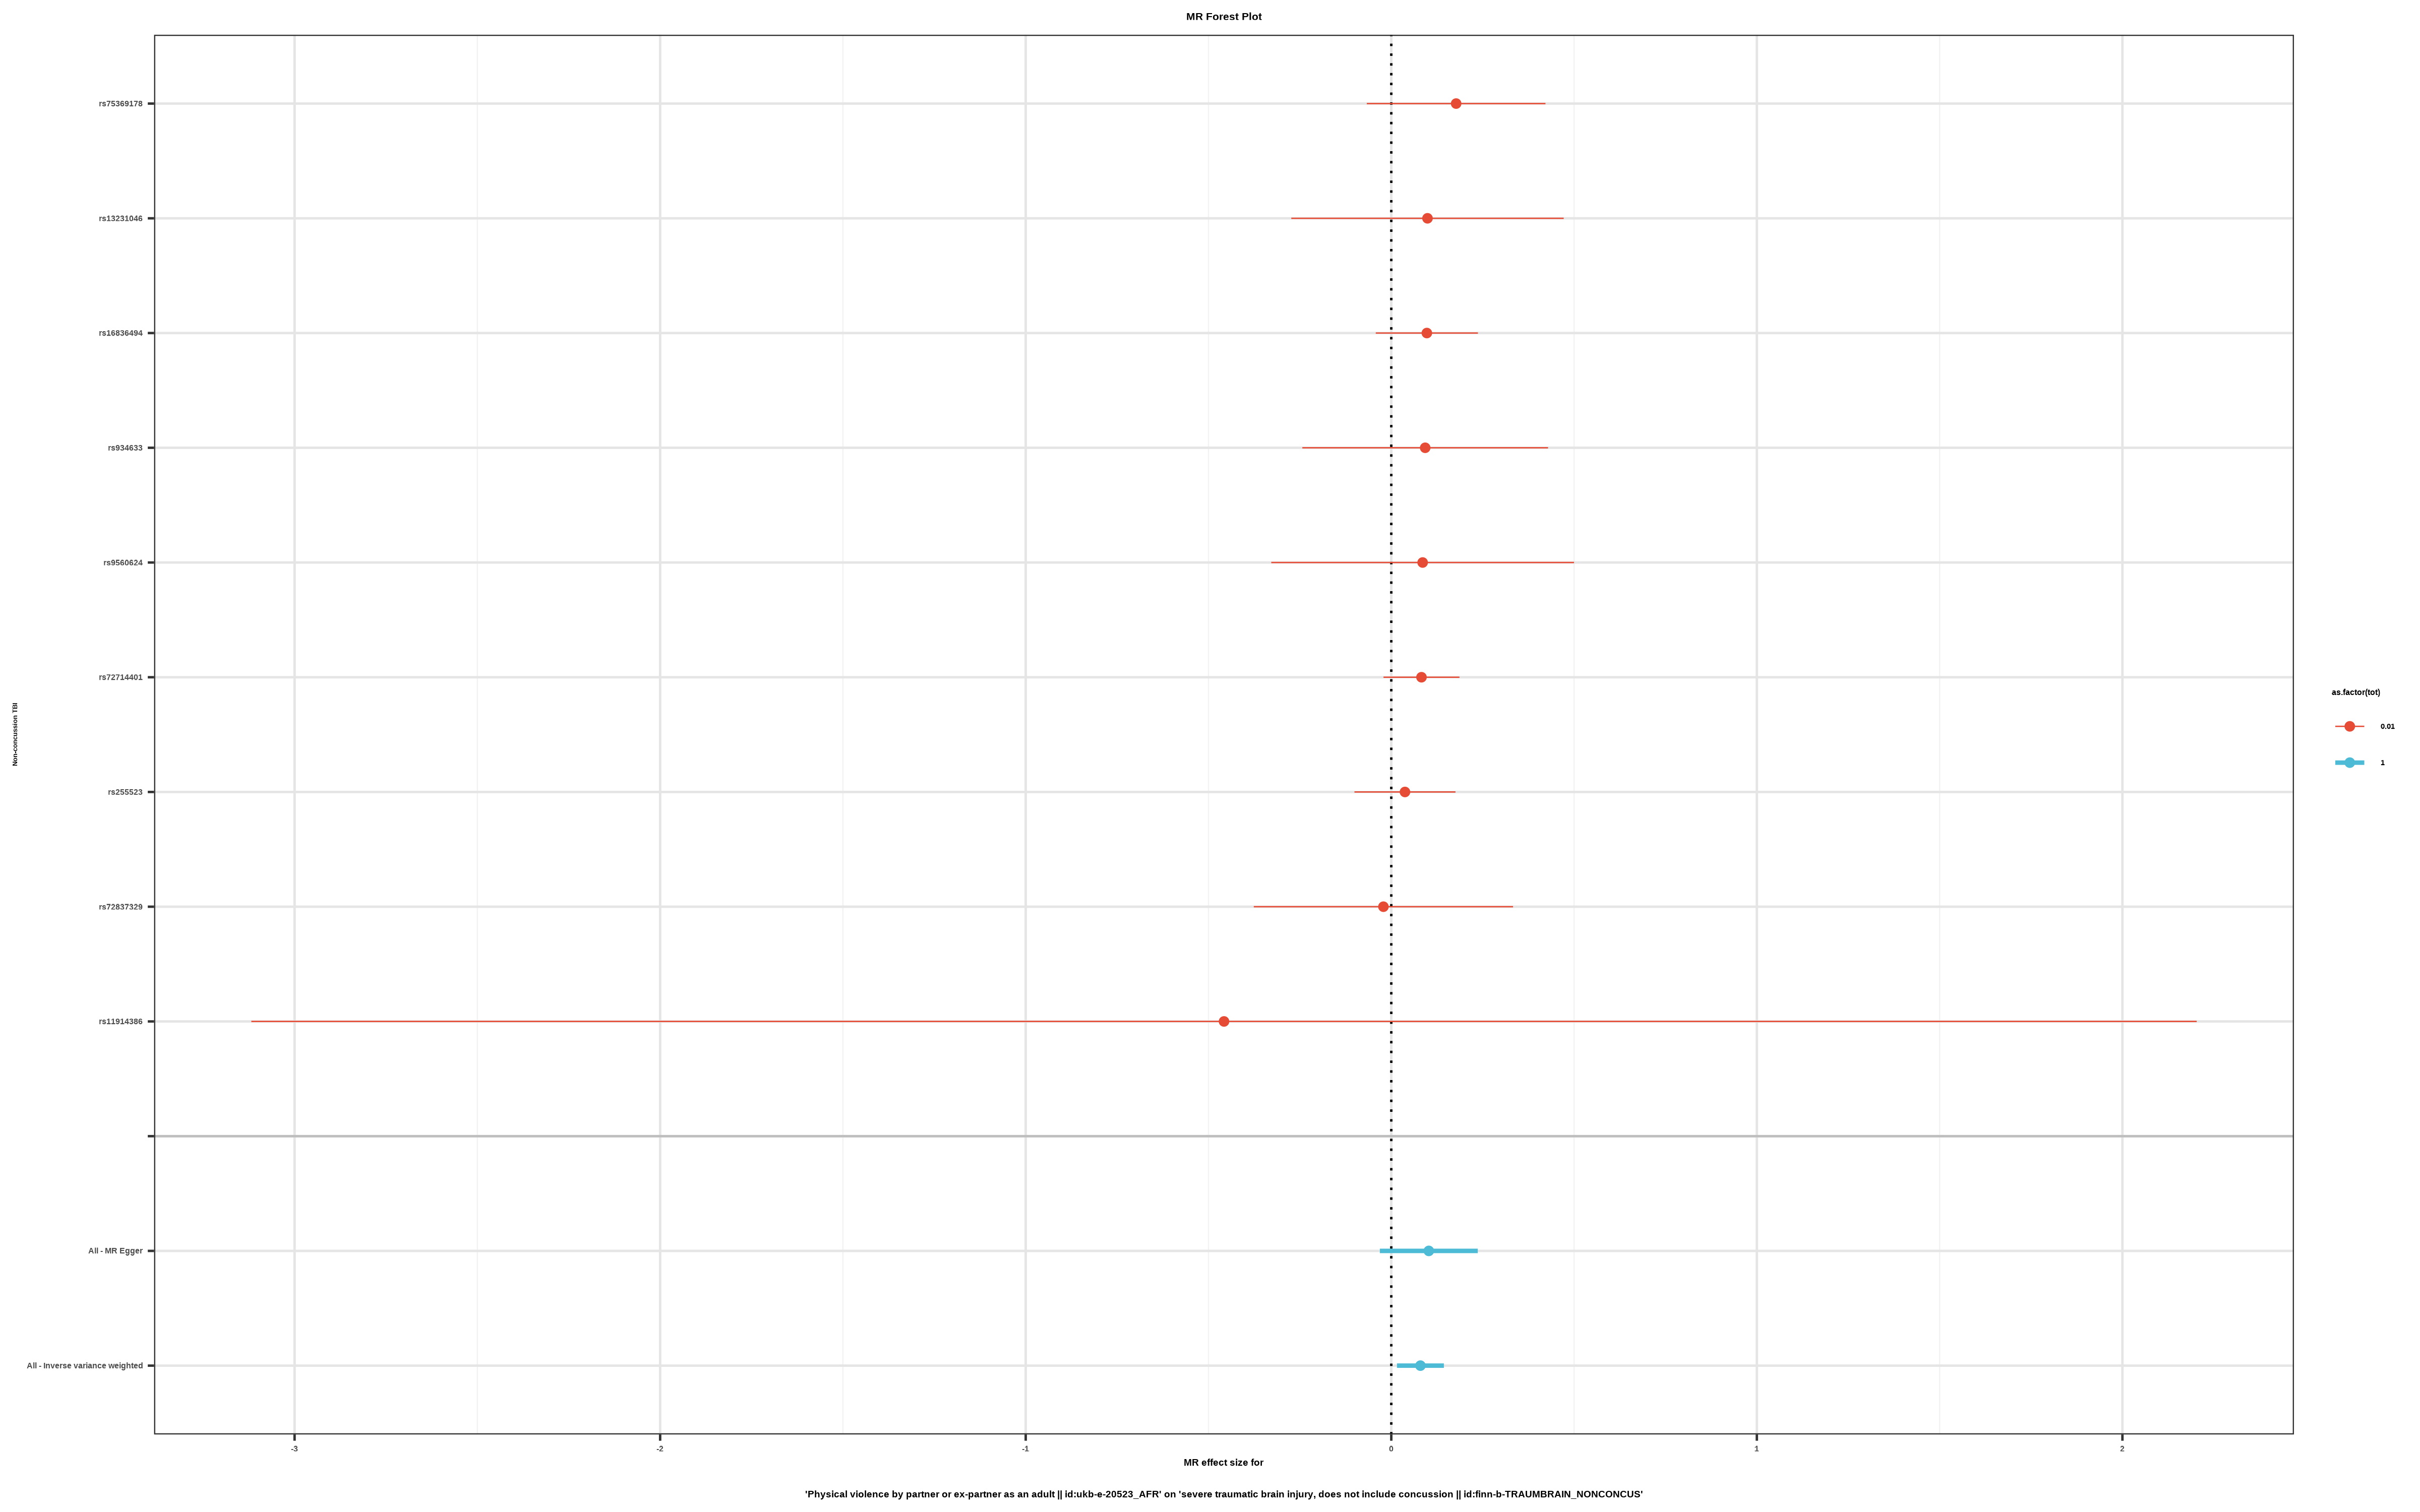 MR Forest Plot
rs75369178
rs13231046
rs16836494
rs934633
rs9560624
rs72714401
rs255523
rs72837329
rs11914386
All - MR Egger
All - Inverse variance weighted
Non-concussion TBI
as.factor(tot)
0.01
1
-3 -2 -1 0 1 2
MR effect size for
'Physical violence by partner or ex-partner as an adult || id:ukb-e-20523_AFR' on 'severe traumatic brain injury, does not include concussion || id:finn-b-TRAUMBRAIN_NONCONCUS'